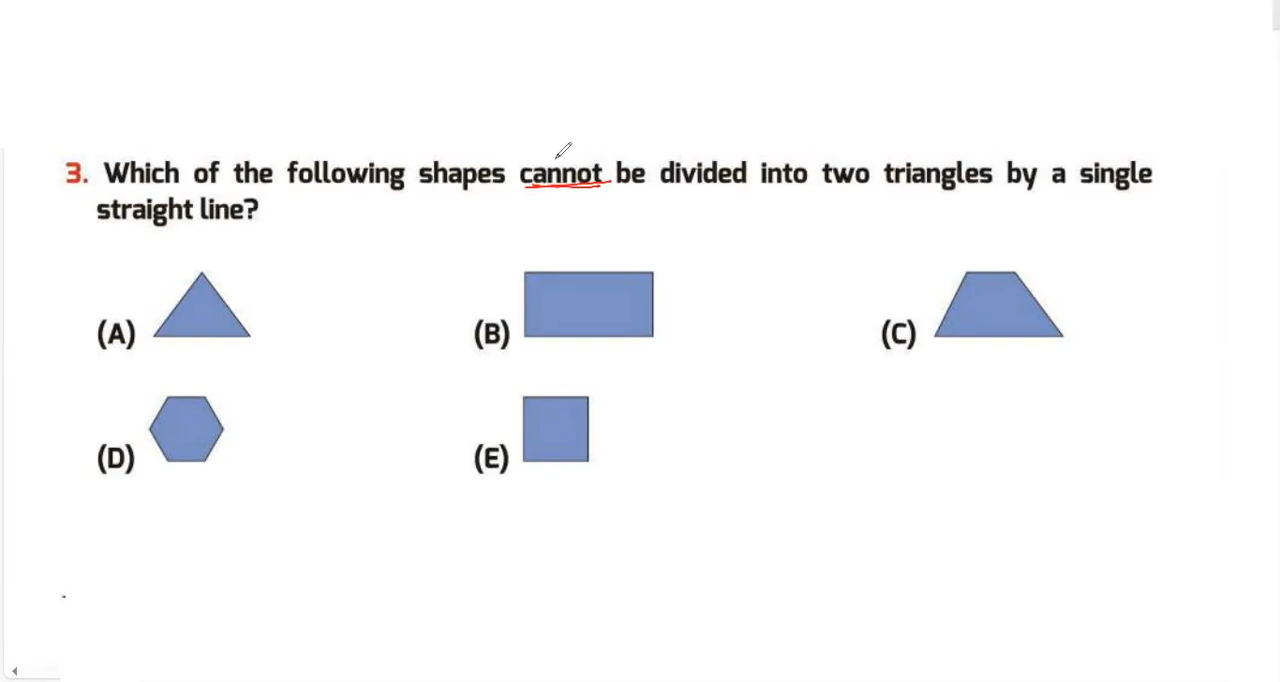 3. Which of the following shapes cannot be divided into two triangles by a single
straight line?
(A)
(B)
(C)
(D)
(E)